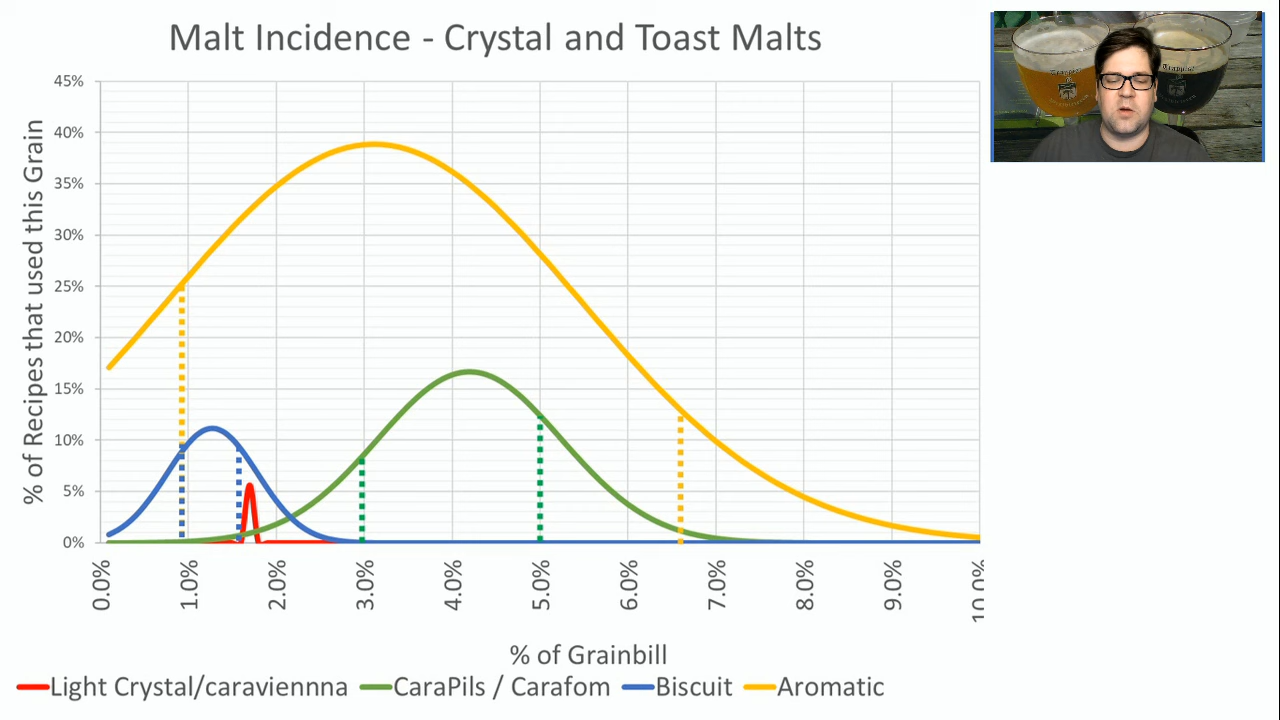 Malt Incidence - Crystal and Toast Malts
% of Recipes that used this Grain
45%
40%
35%
30%
25%
20%
15%
10%
5%
0%
0.0%
1.0%
2.0%
3.0%
4.0%
5.0%
6.0%
7.0%
8.0%
9.0%
10.0%
% of Grainbill
Light Crystal/caraviennna
CaraPils / Carafom
Biscuit
Aromatic
Trappist